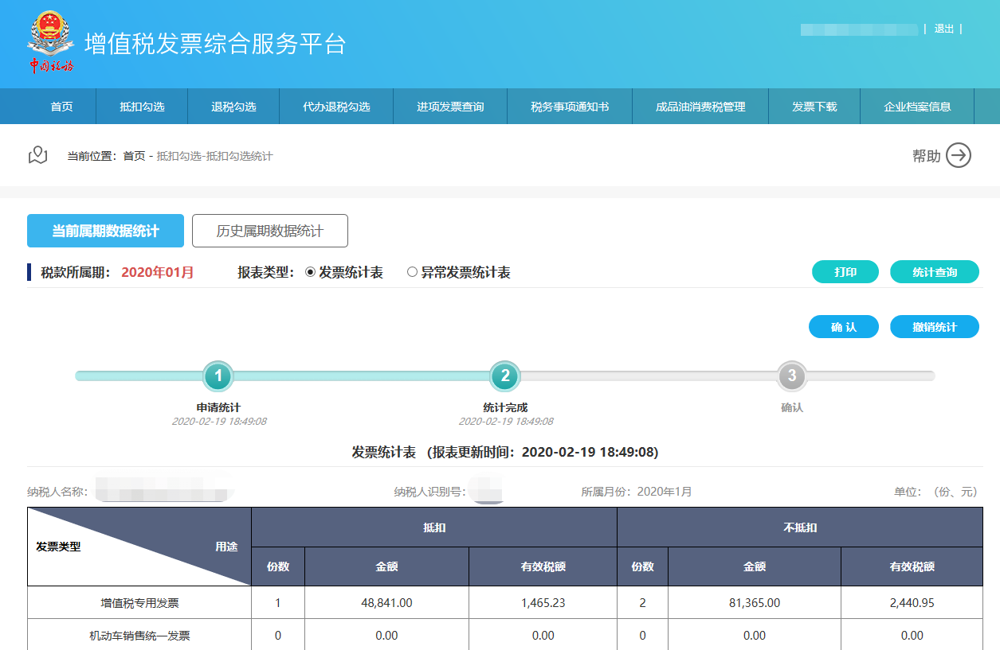 增值税发票综合服务平台
中国税务
| 退出 |
首页 抵扣勾选 退税勾选 代办退税勾选 进项发票查询 税务事项通知书 成品油消费税管理 发票下载 企业档案信息
当前位置：首页 - 抵扣勾选-抵扣勾选统计 帮助
当前属期数据统计 历史属期数据统计
税款所属期： 2020年01月 报表类型： 发票统计表 异常发票统计表 打印 统计查询
确 认 撤销统计
1 2 3
申请统计 统计完成 确认
2020-02-19 18:49:08 2020-02-19 18:49:08
发票统计表 （报表更新时间：2020-02-19 18:49:08)
纳税人名称： 纳税人识别号： 所属月份：2020年1月 单位：（份、元）
发票类型 用途 抵扣 不抵扣
份数 金额 有效税额 份数 金额 有效税额
增值税专用发票 1 48,841.00 1,465.23 2 81,365.00 2,440.95
机动车销售统一发票 0 0.00 0.00 0 0.00 0.00